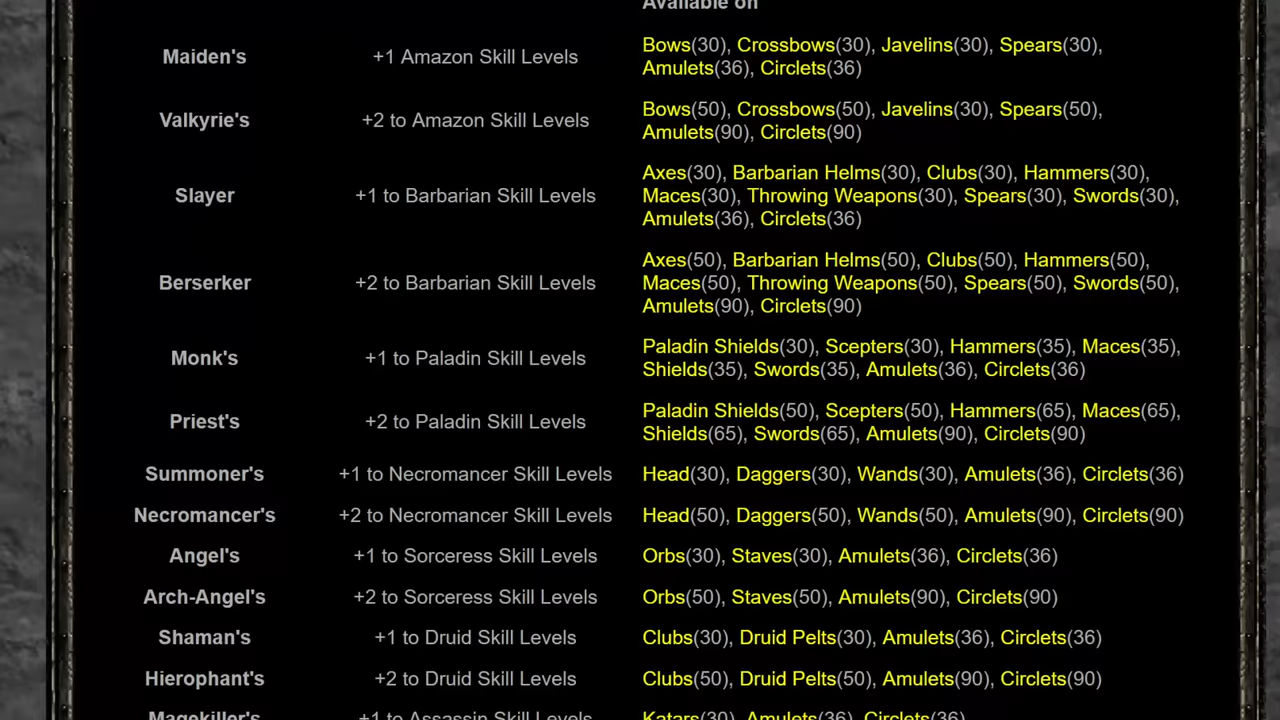 Available on
Maiden's +1 Amazon Skill Levels Bows(30), Crossbows(30), Javelins(30), Spears(30),
Amulets(36), Circlets(36)
Valkyrie's +2 to Amazon Skill Levels Bows(50), Crossbows(50), Javelins(30), Spears(50),
Amulets(90), Circlets(90)
Axes(30), Barbarian Helms(30), Clubs(30), Hammers(30),
Slayer +1 to Barbarian Skill Levels Maces(30), Throwing Weapons(30), Spears(30), Swords(30),
Amulets(36), Circlets(36)
Axes(50), Barbarian Helms(50), Clubs(50), Hammers(50),
Berserker +2 to Barbarian Skill Levels Maces(50), Throwing Weapons(50), Spears(50), Swords(50),
Amulets(90), Circlets(90)
Monk's +1 to Paladin Skill Levels Paladin Shields(30), Scepters(30), Hammers(35), Maces(35),
Shields(35), Swords(35), Amulets(36), Circlets(36)
Priest's +2 to Paladin Skill Levels Paladin Shields(50), Scepters(50), Hammers(65), Maces(65),
Shields(65), Swords(65), Amulets(90), Circlets(90)
Summoner's +1 to Necromancer Skill Levels Head(30), Daggers(30), Wands(30), Amulets(36), Circlets(36)
Necromancer's +2 to Necromancer Skill Levels Head(50), Daggers(50), Wands(50), Amulets(90), Circlets(90)
Angel's +1 to Sorceress Skill Levels Orbs(30), Staves(30), Amulets(36), Circlets(36)
Arch-Angel's +2 to Sorceress Skill Levels Orbs(50), Staves(50), Amulets(90), Circlets(90)
Shaman's +1 to Druid Skill Levels Clubs(30), Druid Pelts(30), Amulets(36), Circlets(36)
Hierophant's +2 to Druid Skill Levels Clubs(50), Druid Pelts(50), Amulets(90), Circlets(90)
Magekiller's +1 to Assassin Skill Levels Katars(30), Amulets(36), Circlets(36)